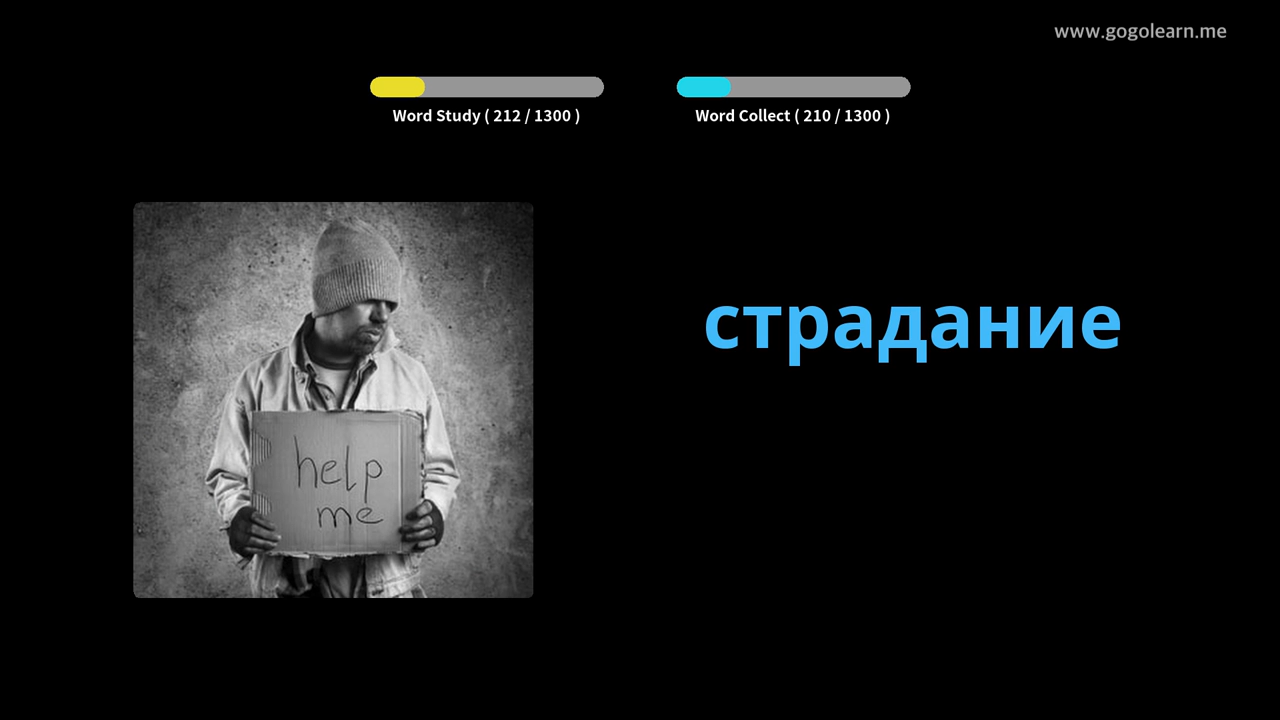 www.gogolearn.me
Word Study ( 212 / 1300 )
Word Collect ( 210 / 1300 )
страдание
help
me